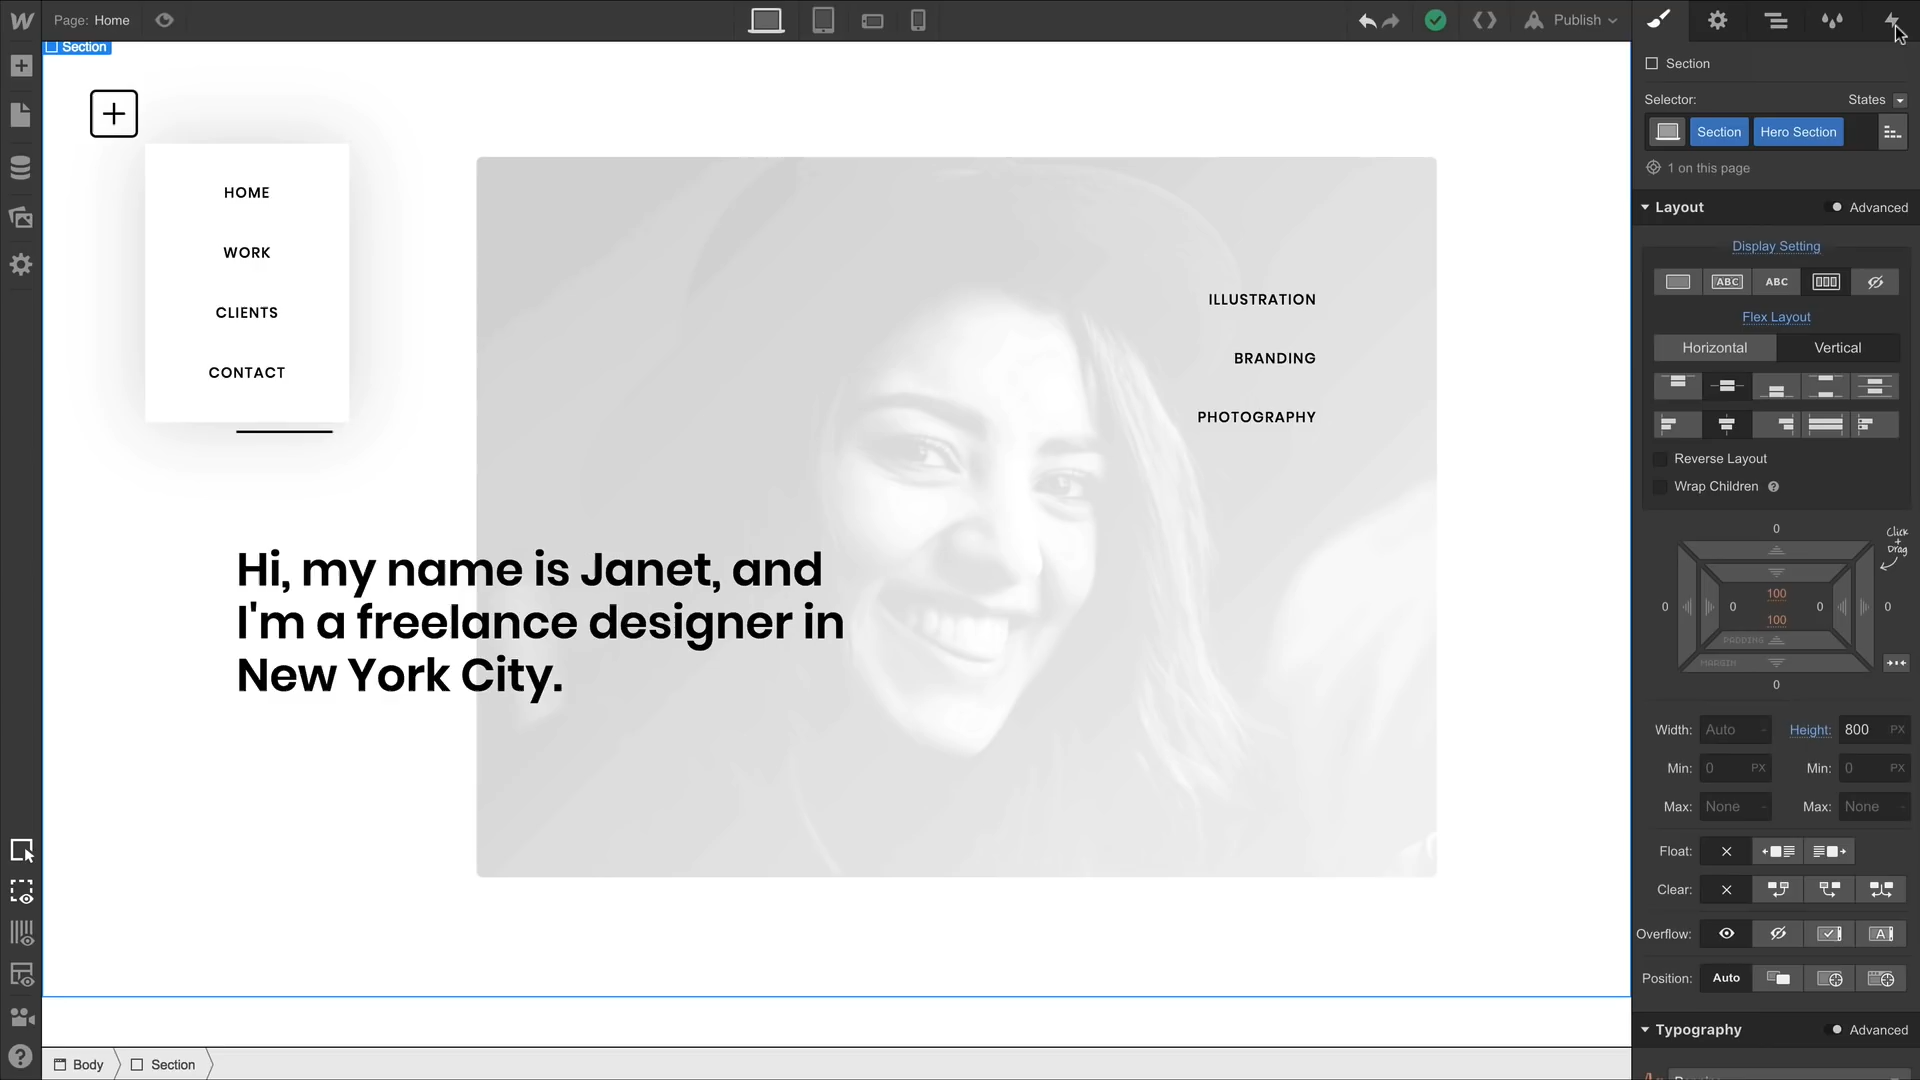 Page: Home
Publish
Section
HOME
WORK
CLIENTS
CONTACT
ILLUSTRATION
BRANDING
PHOTOGRAPHY
Hi, my name is Janet, and
I'm a freelance designer in
New York City.
Body
Section
Section
Selector:
States
Section
Hero Section
1 on this page
Layout
Advanced
Display Setting
ABC
ABC
Flex Layout
Horizontal
Vertical
Reverse Layout
Wrap Children
?
0
Click
+
Drag
0
0
100
0
0
100
PADDING
MARGIN
0
Width:
Auto
-
Height:
800
PX
Min:
0
PX
Min:
0
PX
Max:
None
-
Max:
None
-
Float:
Clear:
Overflow:
A
Position:
Auto
Typography
Advanced